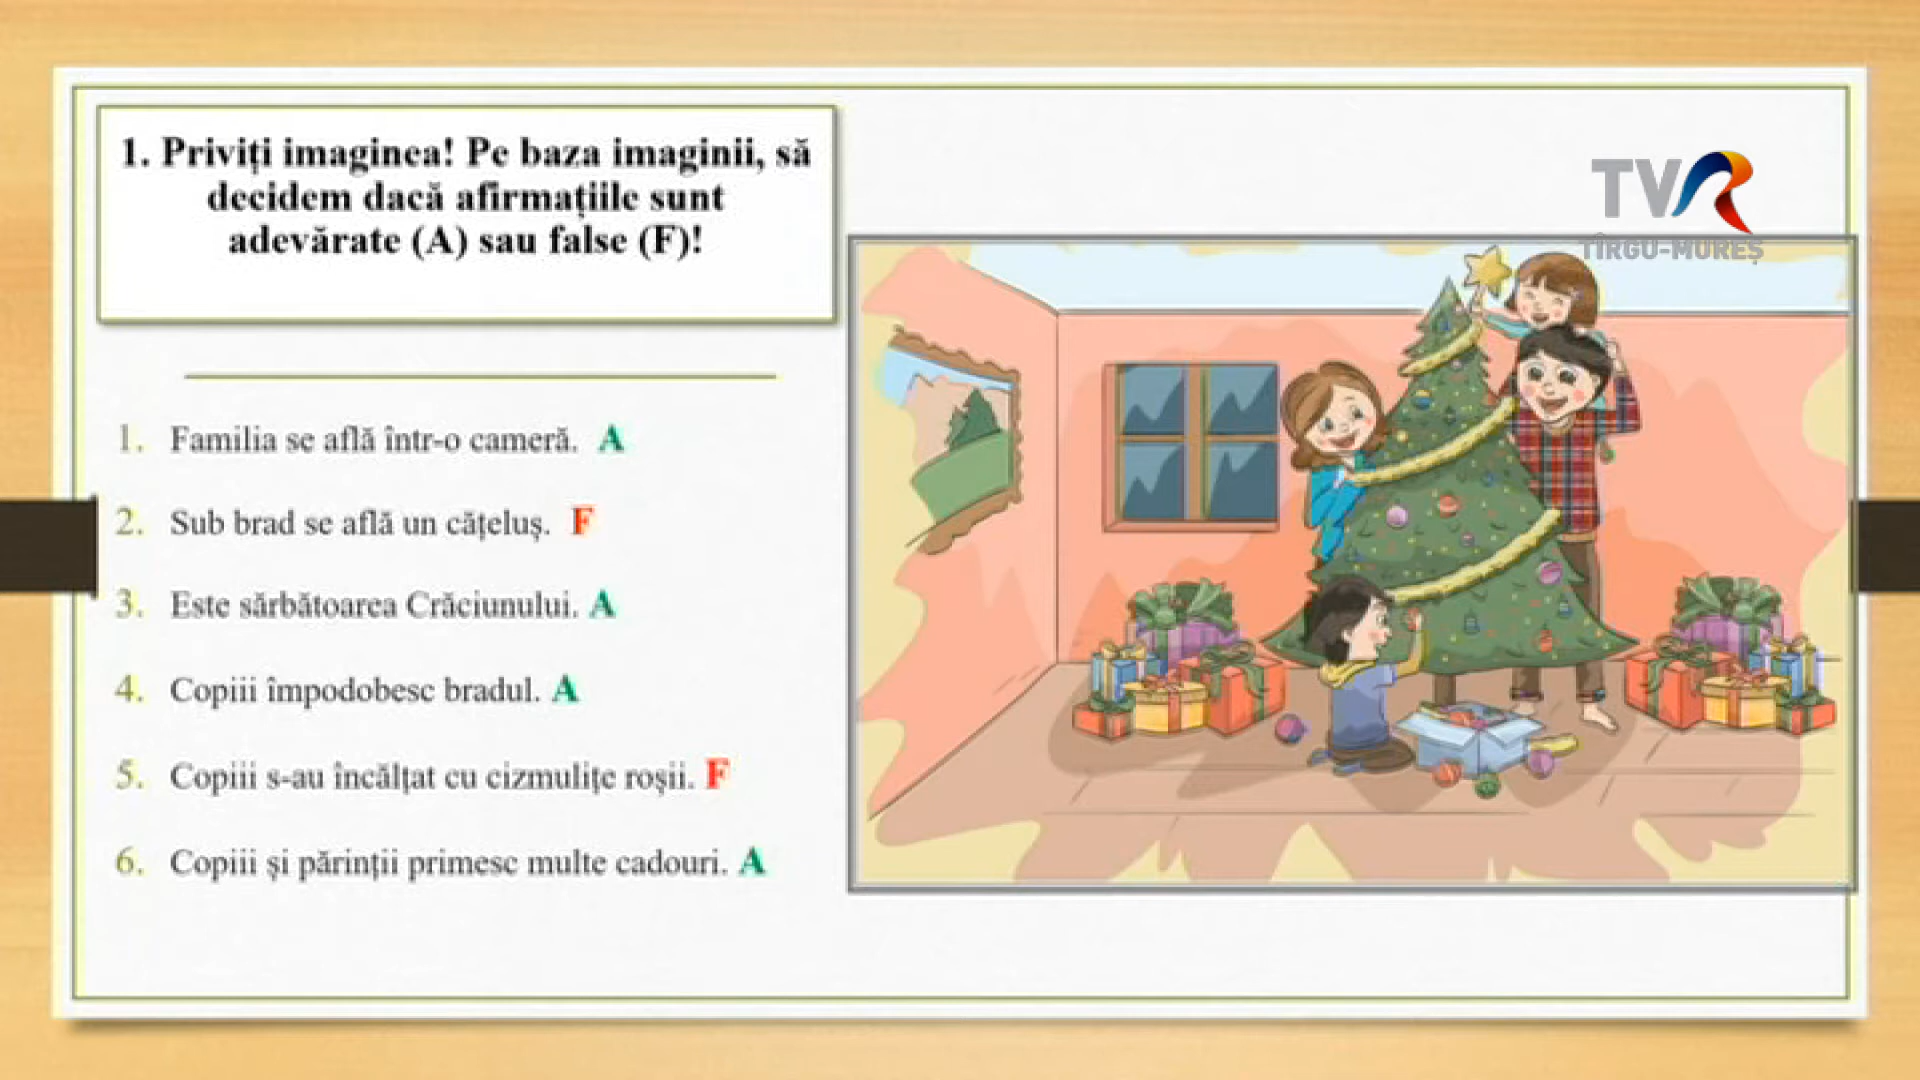 1. Priviți imaginea! Pe baza imaginii, să
decidem dacă afirmațiile sunt
adevărate (A) sau false (F)!
1. Familia se află într-o cameră. A
2. Sub brad se află un cățeluș. F
3. Este sărbătoarea Crăciunului. A
4. Copiii împodobesc bradul. A
5. Copiii s-au încălțat cu cizmulițe roșii. F
6. Copiii și părinții primesc multe cadouri. A
TVR
TÎRGU-MUREȘ